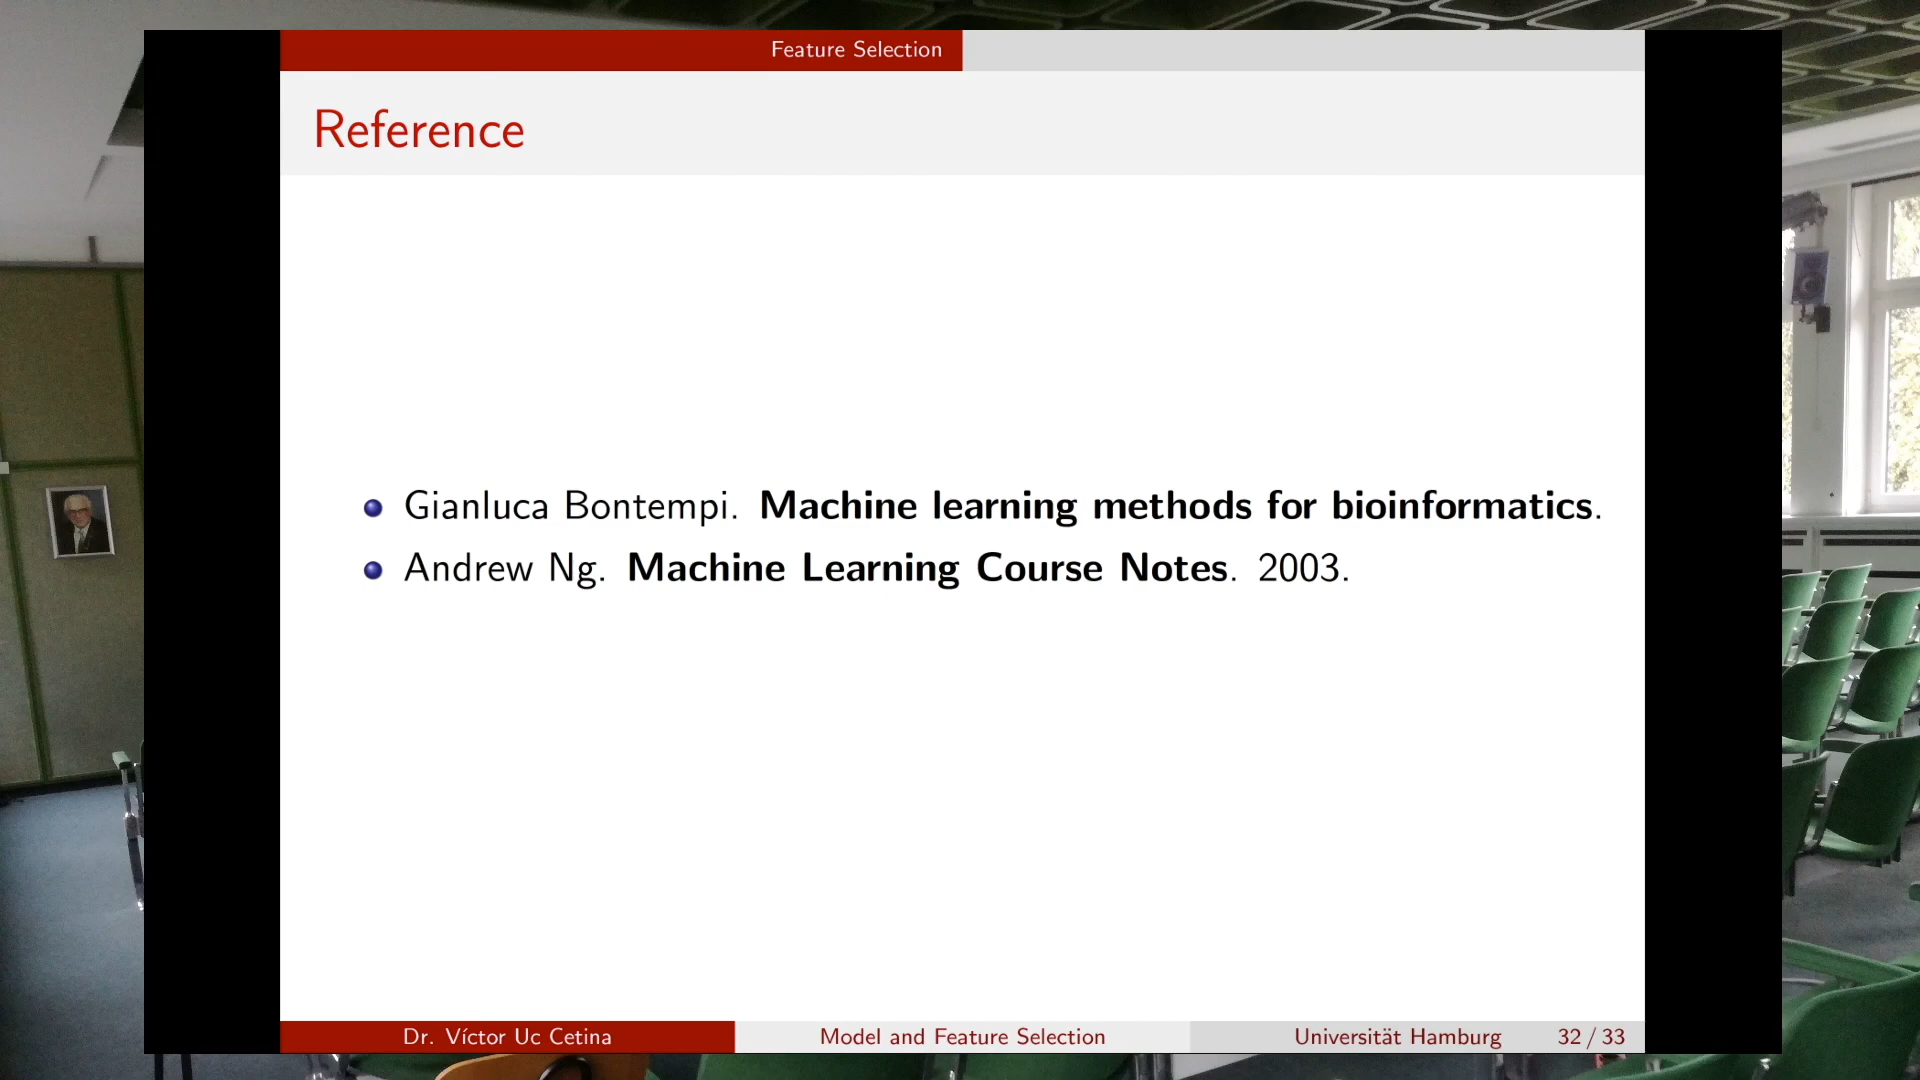 Feature Selection
Reference
Gianluca Bontempi. Machine learning methods for bioinformatics.
Andrew Ng. Machine Learning Course Notes. 2003.
Dr. Víctor Uc Cetina
Model and Feature Selection
Universität Hamburg
32 / 33